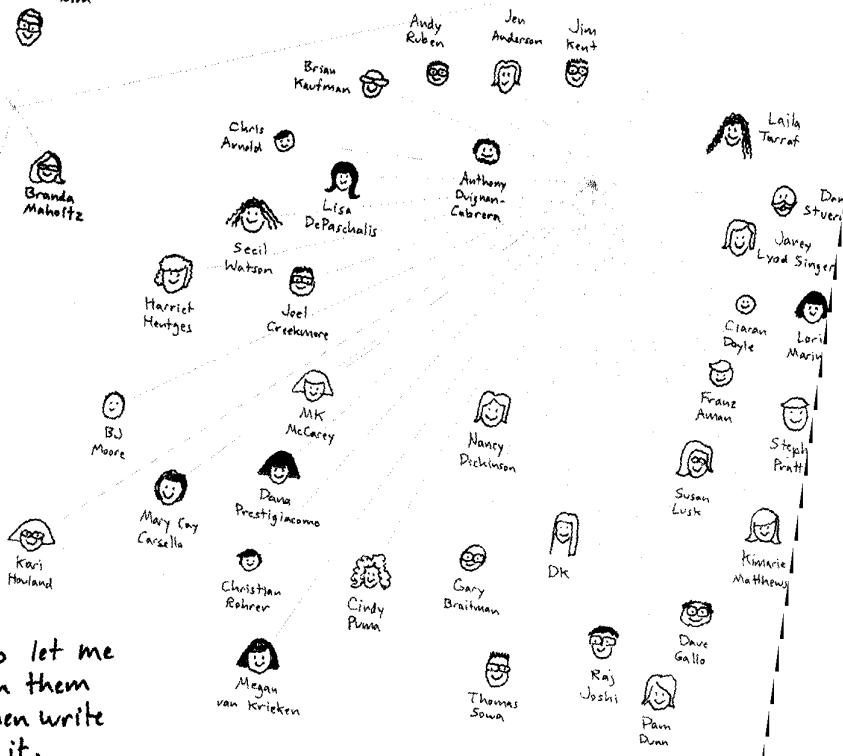 Andy
Ruben
Jen
Anderson
Jim
Kent
Brian
Kaufman
Chris
Arnold
Lisa
DePaschalis
Anthony
Duignan-
Cabrera
Laila
Tarraf
Branda
Maholtz
Secil
Watson
Janey
Lyod Singer
Harriet
Hentges
Joel
Creekmore
Ciaran
Doyle
Lori
BJ
Moore
MK
McCarey
Nancy
Dickinson
Franz
Aman
Steph
Pratt
Mary Cay
Carsello
Dana
Prestigiacomo
Susan
Lusk
Kari
Houland
Christian
Rohrer
Cindy
Puma
Gary
Braitman
DK
Kimarie
Matthews
Megan
van Krieken
Thomas
Sowa
Raj
Joshi
Dave
Gallo
Pam
Dunn
let me
them
write
it.